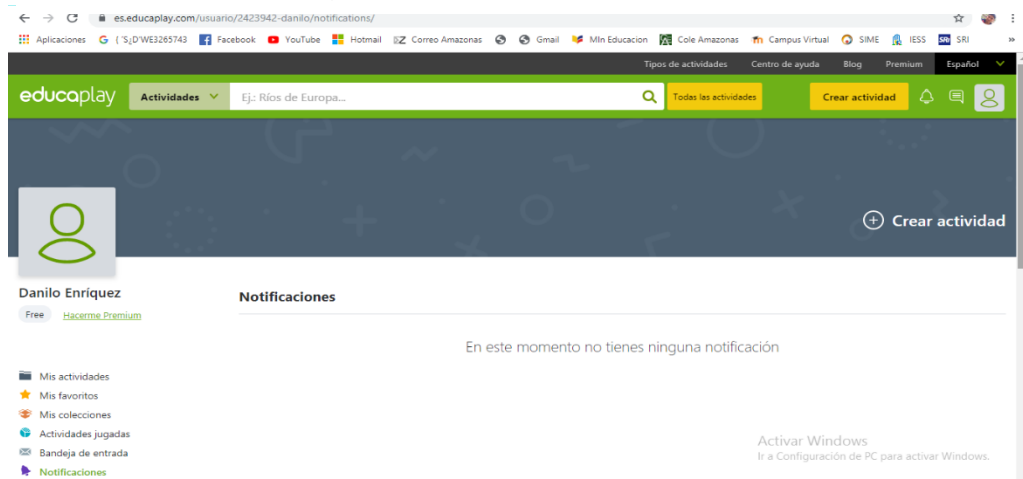 es.educaplay.com/usuario/2423942-danilo/notifications/
Aplicaciones G ( 'S¿D'WE3265743 Facebook YouTube Hotmail Correo Amazonas Gmail MIn Educacion Cole Amazonas Campus Virtual SIME IESS SRI SRI »
Tipos de actividades Centro de ayuda Blog Premium Español
educaplay Actividades Ej.: Ríos de Europa... Todas las actividades Crear actividad
Crear actividad
Danilo Enríquez
Free Hacerme Premium
Notificaciones
En este momento no tienes ninguna notificación
Mis actividades
Mis favoritos
Mis colecciones
Actividades jugadas
Bandeja de entrada
Notificaciones
Activar Windows
Ir a Configuración de PC para activar Windows.